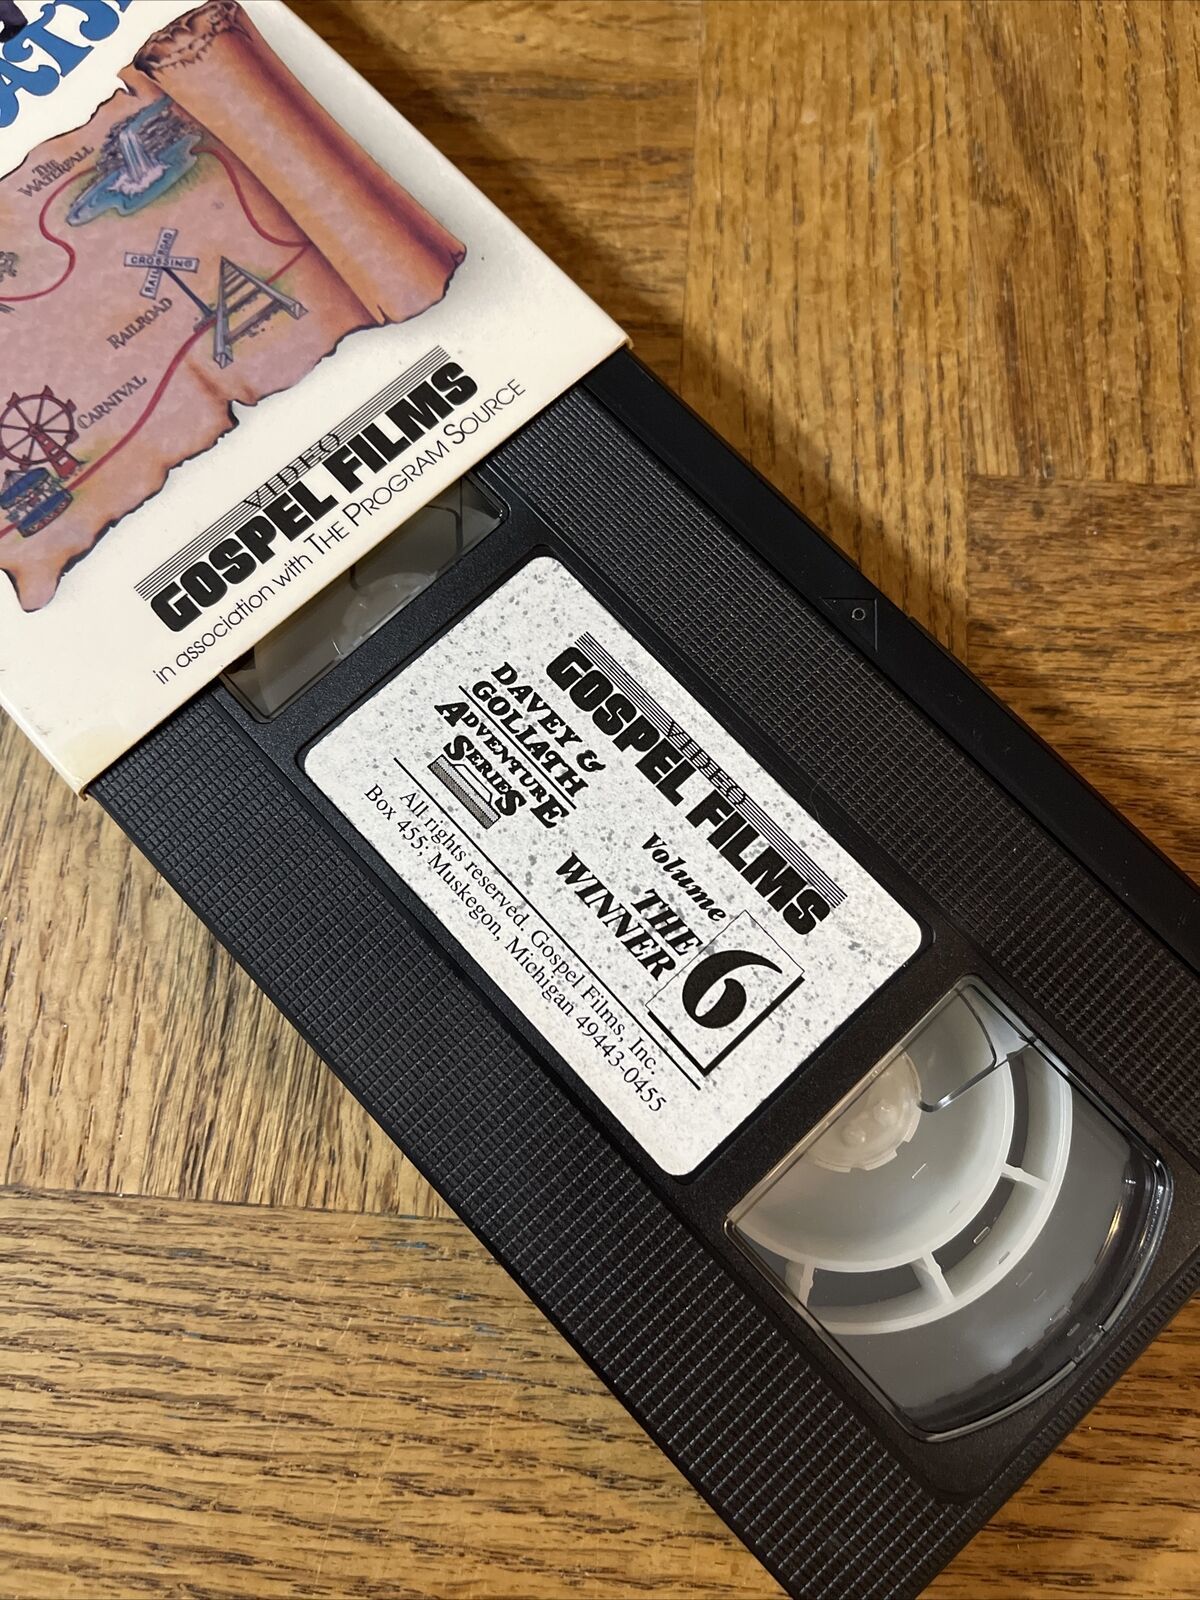 THE
WATERFALL
RAILROAD
CROSSING
RAILROAD
CARNIVAL
VIDEO
GOSPEL FILMS
in association with THE PROGRAM SOURCE
VIDEO
GOSPEL FILMS
DAVEY &
GOLIATH
ADVENTURE
SERIES
Volume
6
THE
WINNER
All rights reserved. Gospel Films, Inc.
Box 455; Muskegon, Michigan 49443-0455